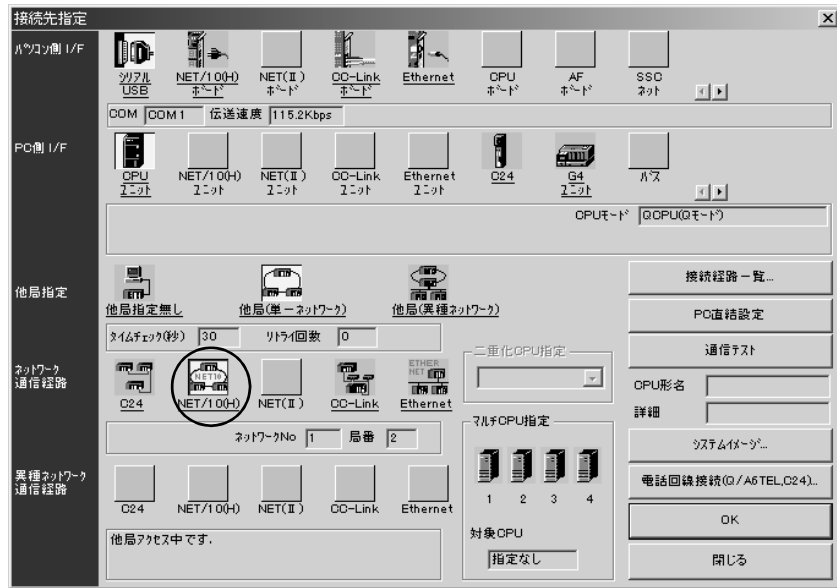 接続先指定
ﾊﾟｿｺﾝ側 I/F
ｼﾘｱﾙ
USB
NET/10(H)
ﾎﾞｰﾄﾞ
NET(Ⅱ)
ﾎﾞｰﾄﾞ
CC-Link
ﾎﾞｰﾄﾞ
Ethernet
ﾎﾞｰﾄﾞ
CPU
ﾎﾞｰﾄﾞ
AF
ﾎﾞｰﾄﾞ
SSC
ﾈｯﾄ
COM COM1 伝送速度 115.2Kbps
PC側 I/F
CPU
ﾕﾆｯﾄ
NET/10(H)
ﾕﾆｯﾄ
NET(Ⅱ)
ﾕﾆｯﾄ
CC-Link
ﾕﾆｯﾄ
Ethernet
ﾕﾆｯﾄ
C24
G4
ﾕﾆｯﾄ
ﾊﾞｽ
CPUﾓｰﾄﾞ QCPU(Qﾓｰﾄﾞ)
他局指定
他局指定無し
他局(単一ﾈｯﾄﾜｰｸ)
他局(異種ﾈｯﾄﾜｰｸ)
ﾀｲﾑﾁｪｯｸ(秒) 30 ﾘﾄﾗｲ回数 0
ﾈｯﾄﾜｰｸ
通信経路
C24
NET10
NET/10(H)
NET(Ⅱ)
CC-Link
ETHER
NET
Ethernet
ﾈｯﾄﾜｰｸNo 1 局番 2
異種ﾈｯﾄﾜｰｸ
通信経路
C24
NET/10(H)
NET(Ⅱ)
CC-Link
Ethernet
他局ｱｸｾｽ中です.
二重化CPU指定
ﾏﾙﾁCPU指定
1 2 3 4
対象CPU
指定なし
接続経路一覧...
PC直結設定
通信ﾃｽﾄ
CPU形名
詳細
ｼｽﾃﾑｲﾒｰｼﾞ...
電話回線接続(Q/A6TEL,C24)...
OK
閉じる